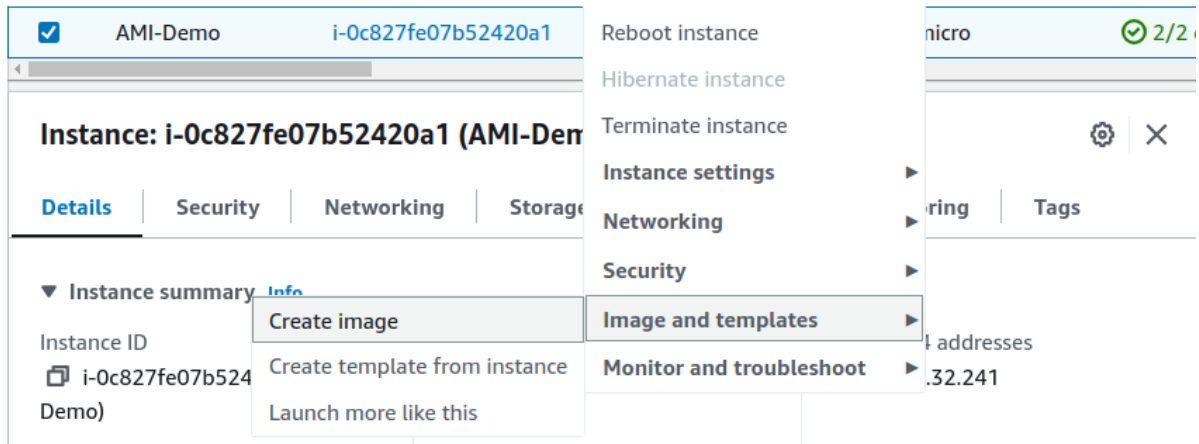 AMI-Demo i-0c827fe07b52420a1 Reboot instance micro 2/2
Hibernate instance
Terminate instance
Instance: i-0c827fe07b52420a1 (AMI-Dem
Instance settings
Details Security Networking Storage ring Tags
Networking
Security
Instance summary Info
Create image Image and templates
Instance ID addresses
Create template from instance Monitor and troubleshoot
i-0c827fe07b524 .32.241
Demo) Launch more like this